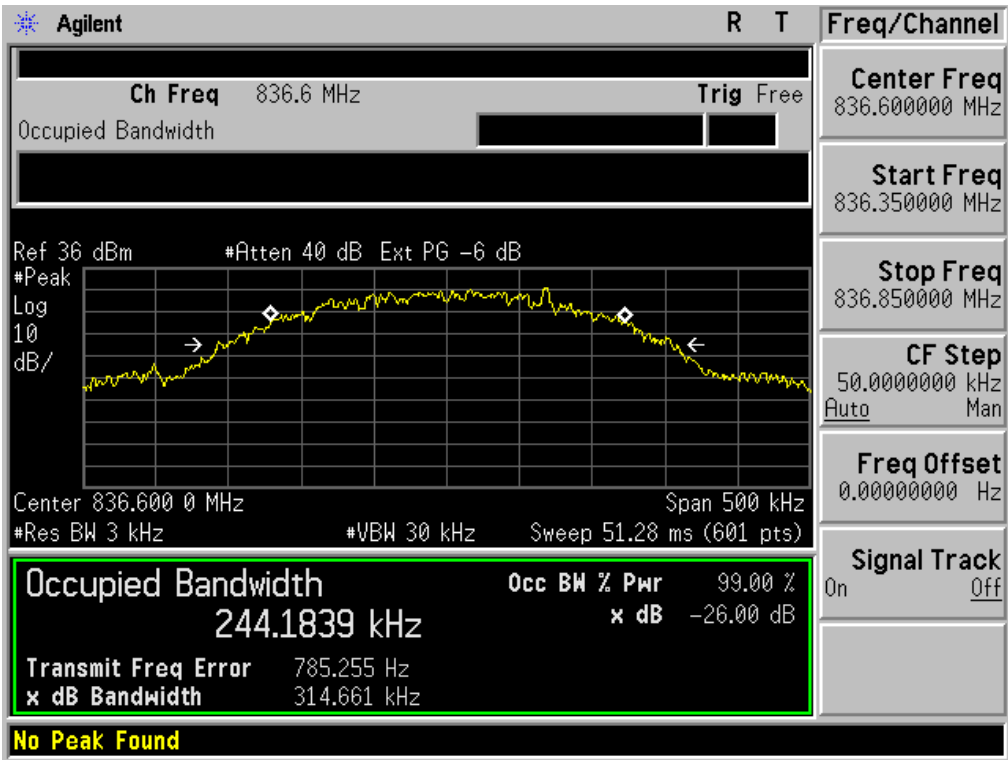 Agilent R T Freq/Channel
Ch Freq 836.6 MHz Trig Free
Occupied Bandwidth
Center Freq
836.600000 MHz
Start Freq
836.350000 MHz
Stop Freq
836.850000 MHz
CF Step
50.0000000 kHz
Auto Man
Freq Offset
0.00000000 Hz
Signal Track
On Off
Ref 36 dBm #Atten 40 dB Ext PG -6 dB
#Peak
Log
10
dB/
Center 836.600 0 MHz Span 500 kHz
#Res BW 3 kHz #VBW 30 kHz Sweep 51.28 ms (601 pts)
Occupied Bandwidth
244.1839 kHz
Occ BW % Pwr 99.00 %
x dB -26.00 dB
Transmit Freq Error 785.255 Hz
x dB Bandwidth 314.661 kHz
No Peak Found